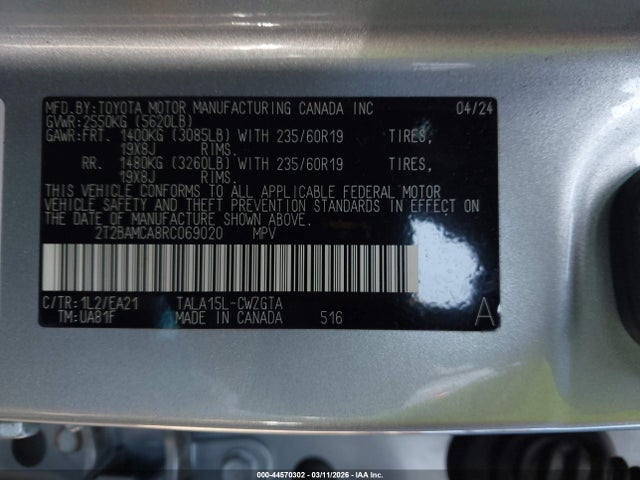 MFD.BY:TOYOTA MOTOR MANUFACTURING CANADA INC 04/24
GVWR:2550KG (5620LB)
GAWR:FRT. 1400KG (3085LB) WITH 235/60R19 TIRES,
19X8J RIMS.
RR. 1480KG (3260LB) WITH 235/60R19 TIRES,
19X8J RIMS.
THIS VEHICLE CONFORMS TO ALL APPLICABLE FEDERAL MOTOR
VEHICLE SAFETY AND THEFT PREVENTION STANDARDS IN EFFECT ON
THE DATE OF MANUFACTURE SHOWN ABOVE.
2T2BAMCA8RC069020 MPV
C/TR:1L2/EA21 TALA15L-CWZGTA
TM:UA81F MADE IN CANADA 516 A
000-44570302 - 03/11/2026 - IAA Inc.